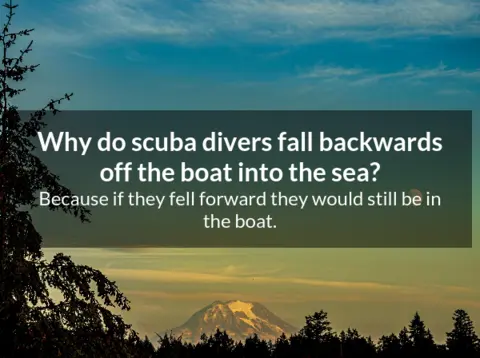 Why do scuba divers fall backwards
off the boat into the sea?
Because if they fell forward they would still be in
the boat.